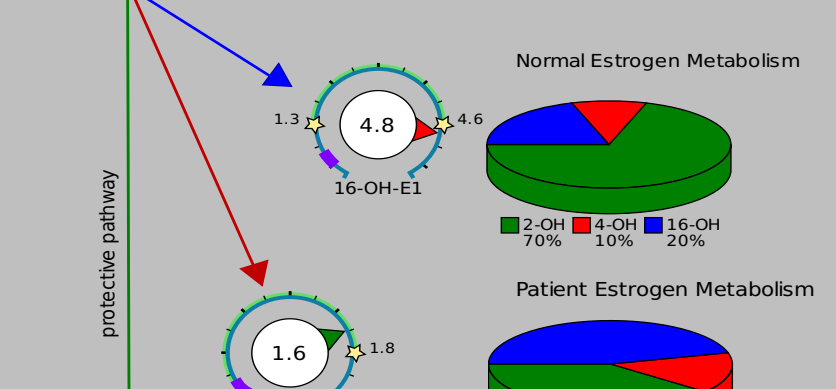 Normal Estrogen Metabolism
1.3
4.8
4.6
16-OH-E1
2-OH 4-OH 16-OH
70% 10% 20%
protective pathway
Patient Estrogen Metabolism
1.6
1.8